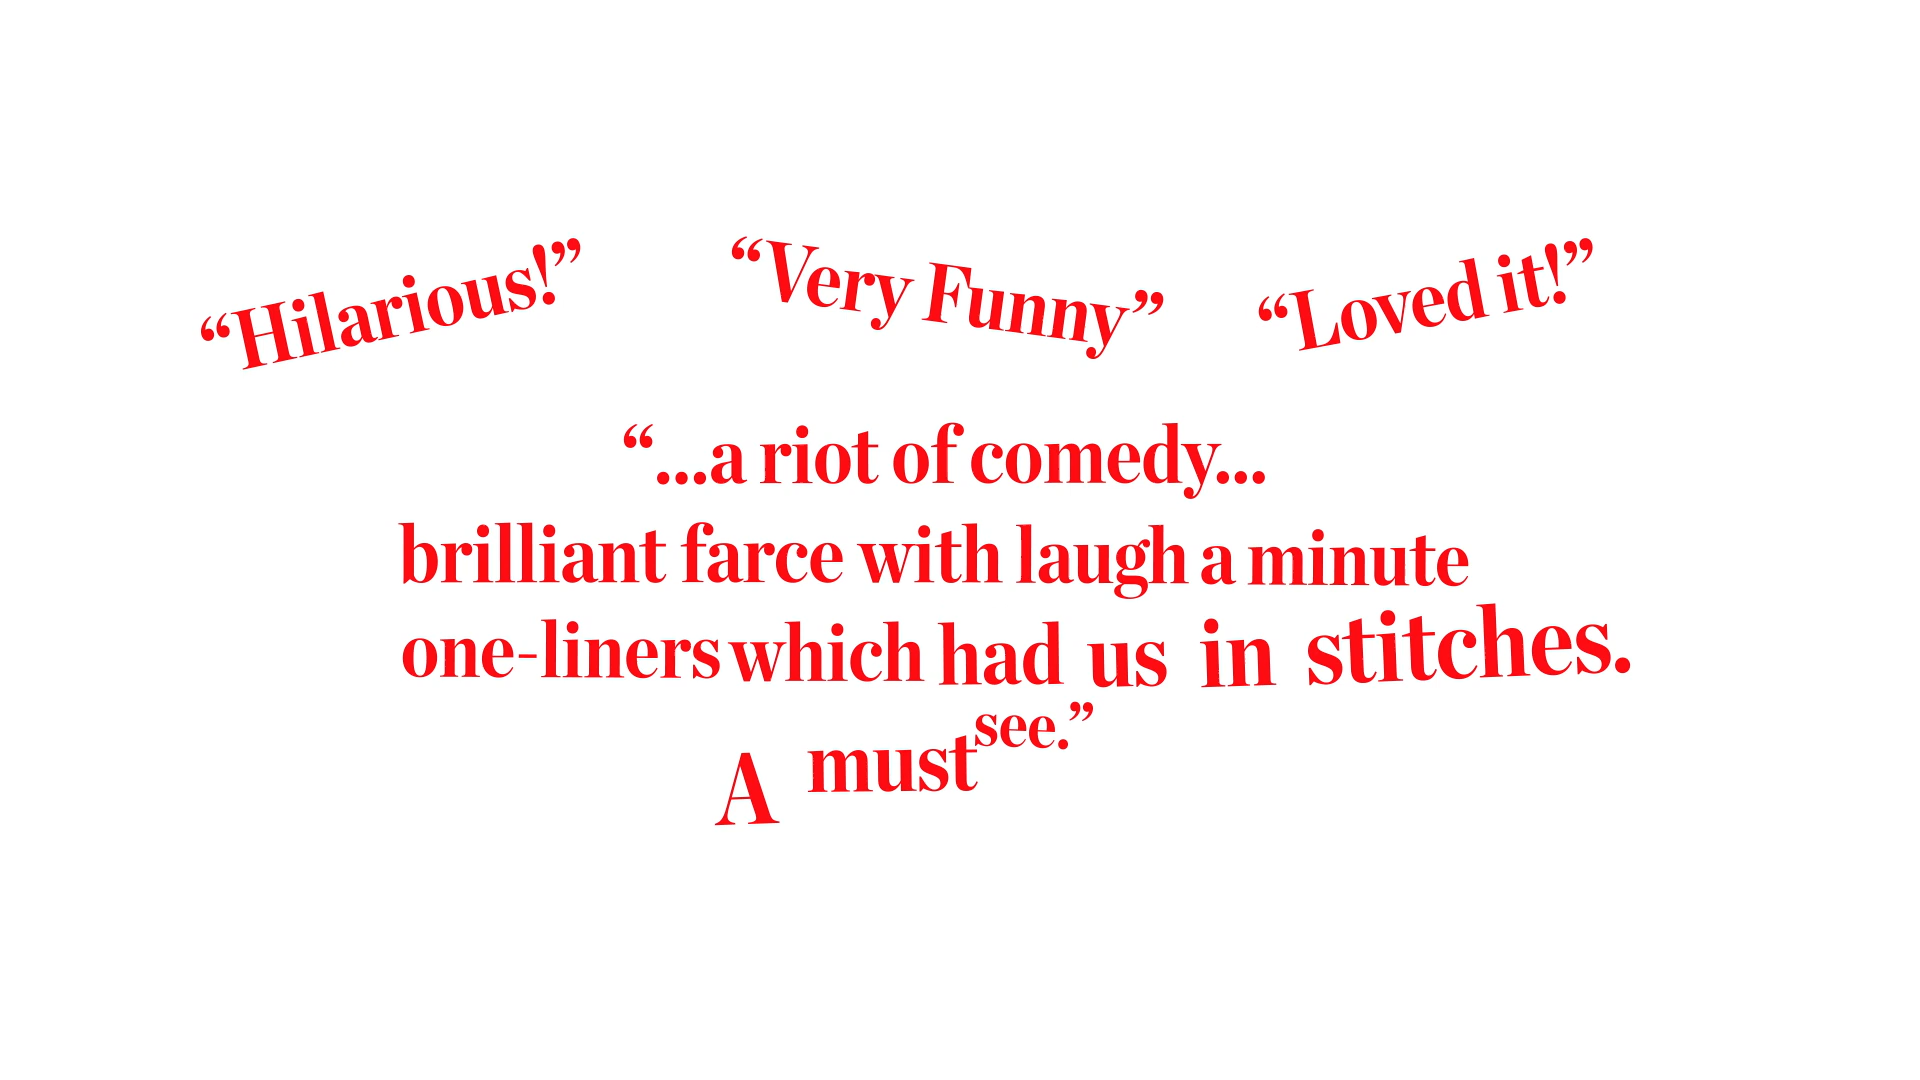 “Hilarious!” “Very Funny” “Loved it!”
“...a riot of comedy...
brilliant farce with laugh a minute
one-liners which had us in stitches.
A must see.”